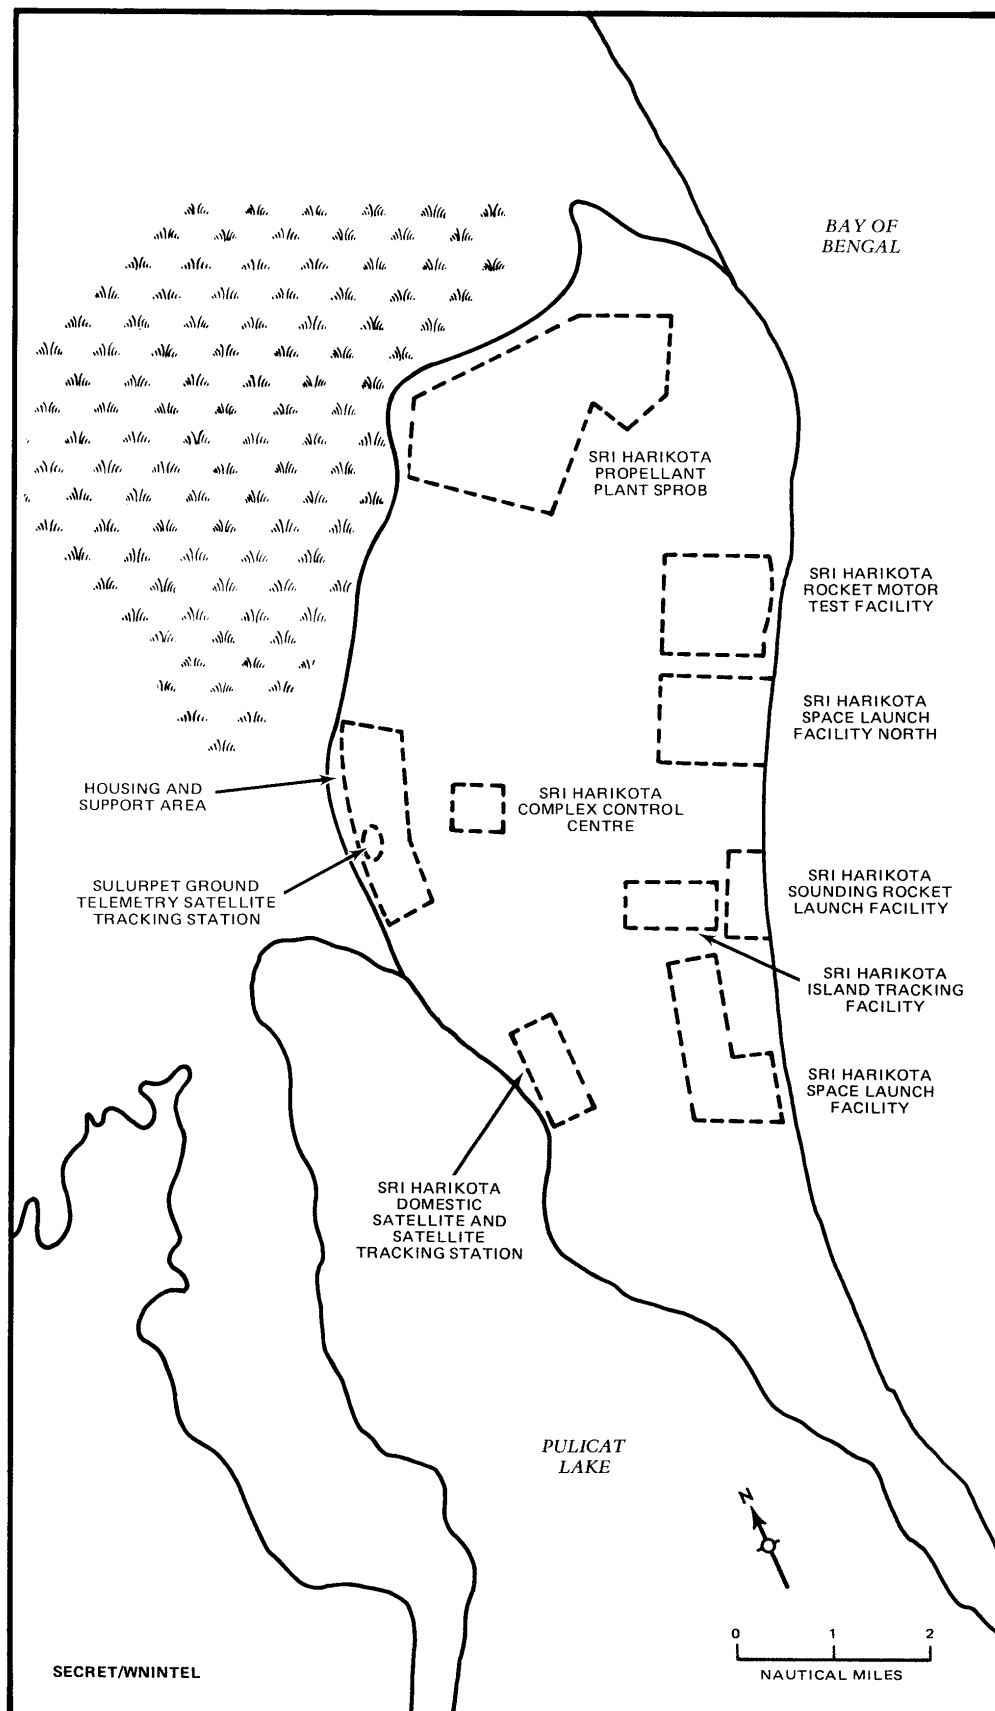 BAY OF
BENGAL
SRI HARIKOTA
PROPELLANT
PLANT SPROB
SRI HARIKOTA
ROCKET MOTOR
TEST FACILITY
SRI HARIKOTA
SPACE LAUNCH
FACILITY NORTH
HOUSING AND
SUPPORT AREA
SRI HARIKOTA
COMPLEX CONTROL
CENTRE
SULURPET GROUND
TELEMETRY SATELLITE
TRACKING STATION
SRI HARIKOTA
SOUNDING ROCKET
LAUNCH FACILITY
SRI HARIKOTA
ISLAND TRACKING
FACILITY
SRI HARIKOTA
SPACE LAUNCH
FACILITY
SRI HARIKOTA
DOMESTIC
SATELLITE AND
SATELLITE
TRACKING STATION
PULICAT
LAKE
N
0 1 2
NAUTICAL MILES
SECRET/WNINTEL